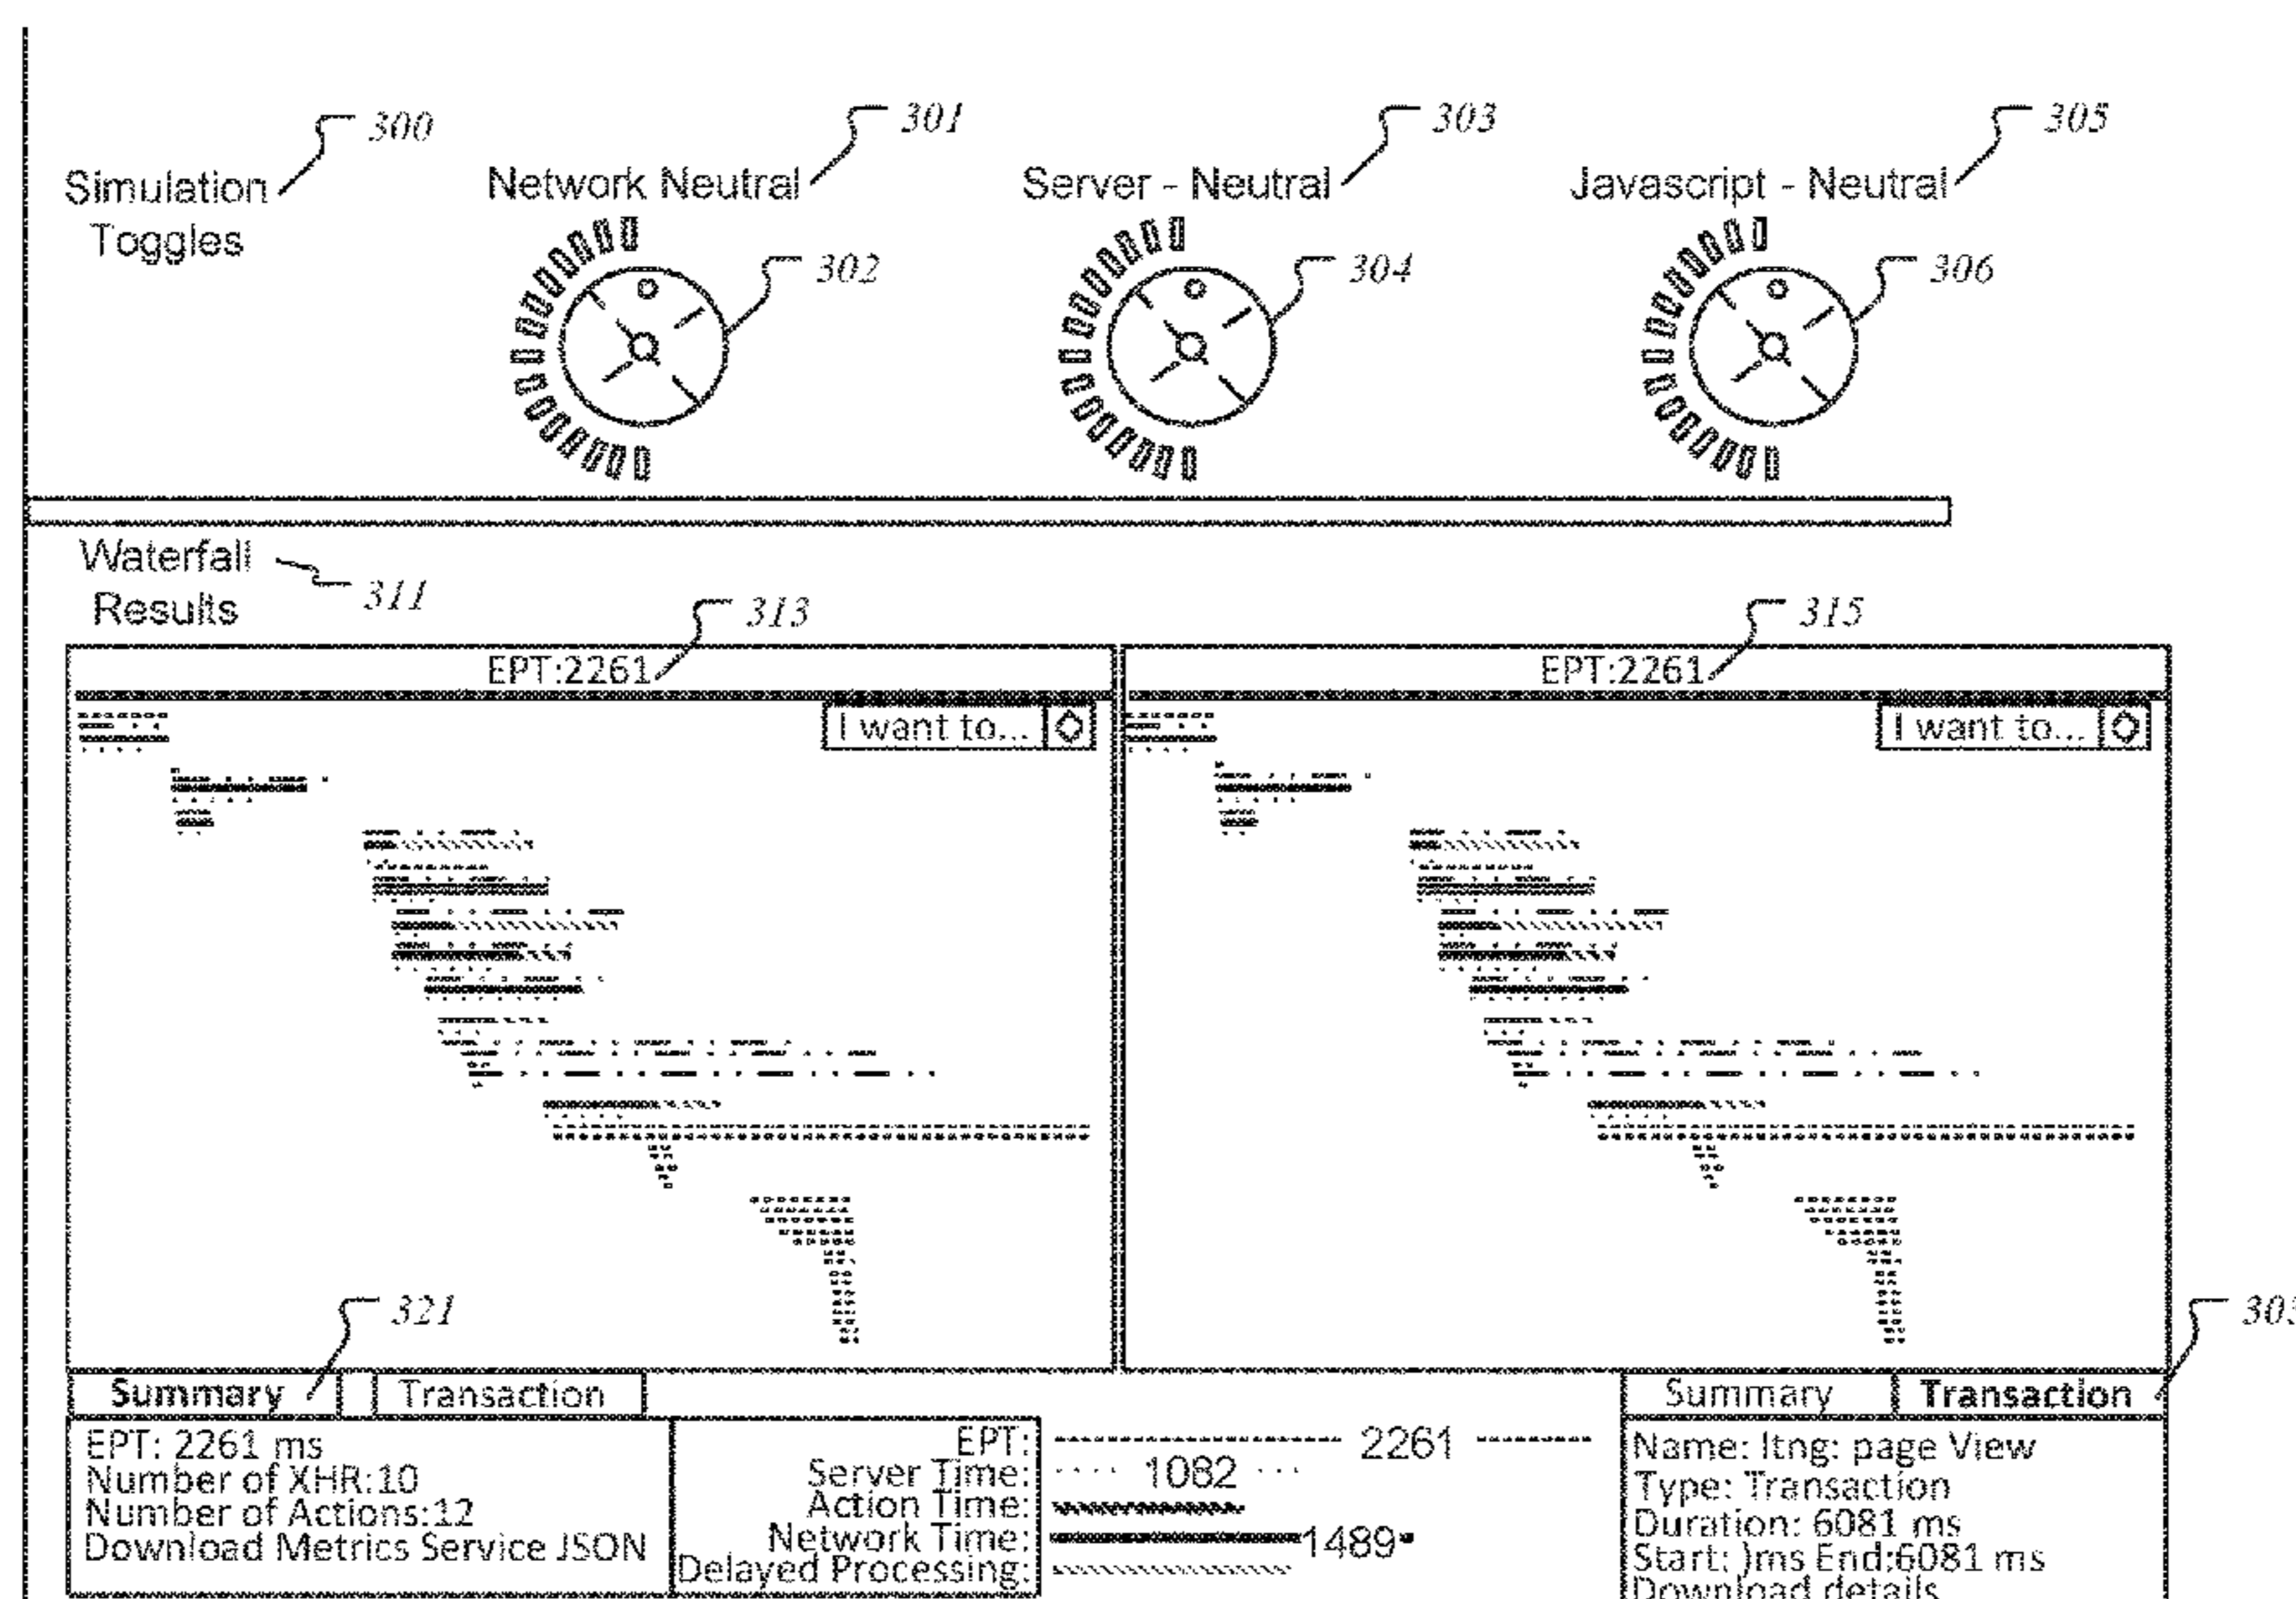 300
301
303
305
Simulation
Toggles
Network Neutral
Server - Neutral
Javascript - Neutral
302
304
306
Waterfall
Results
311
313
315
EPT:2261
EPT:2261
I want to...
I want to...
321
Summary
Transaction
Summary
Transaction
EPT: 2261 ms
Number of XHR:10
Number of Actions:12
Download Metrics Service JSON
EPT:
2261
Server Time:
1082
Action Time:
Network Time:
1489
Delayed Processing:
Name: ltng: page View
Type: Transaction
Duration: 6081 ms
Start: )ms End:6081 ms
Download details